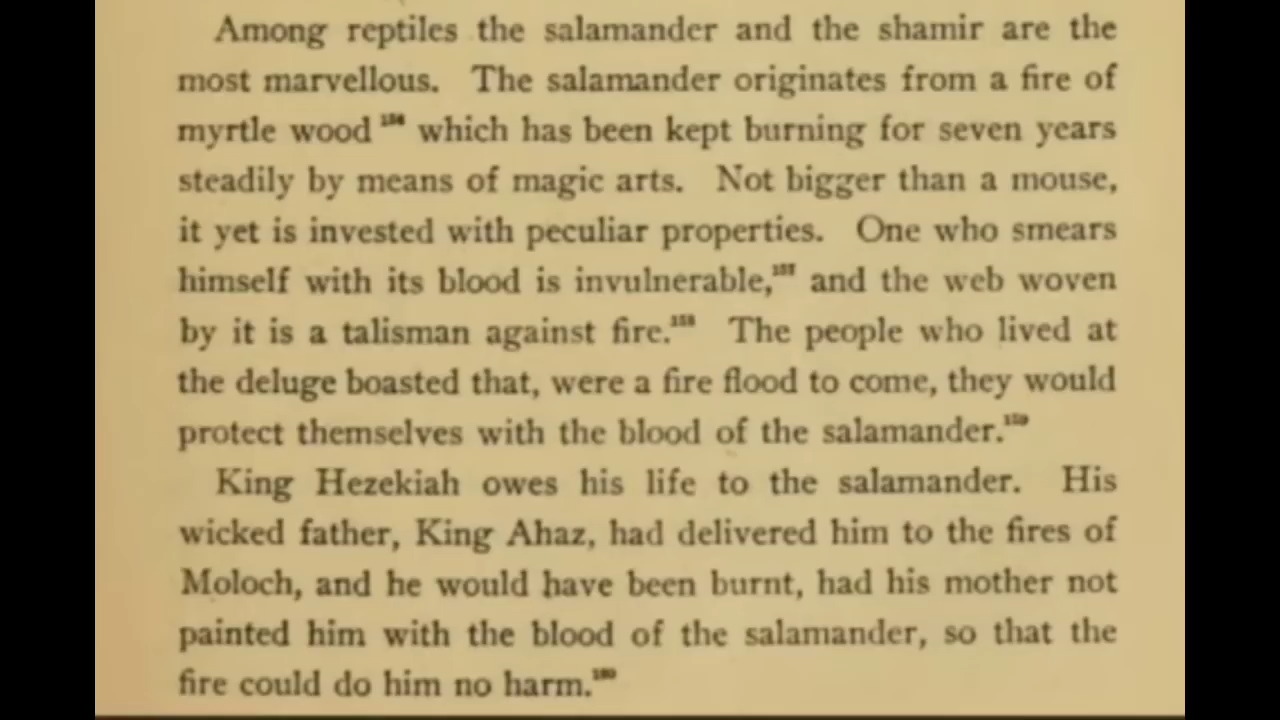 Among reptiles the salamander and the shamir are the
most marvellous. The salamander originates from a fire of
myrtle wood which has been kept burning for seven years
steadily by means of magic arts. Not bigger than a mouse,
it yet is invested with peculiar properties. One who smears
himself with its blood is invulnerable, and the web woven
by it is a talisman against fire. The people who lived at
the deluge boasted that, were a fire flood to come, they would
protect themselves with the blood of the salamander.
King Hezekiah owes his life to the salamander. His
wicked father, King Ahaz, had delivered him to the fires of
Moloch, and he would have been burnt, had his mother not
painted him with the blood of the salamander, so that the
fire could do him no harm.